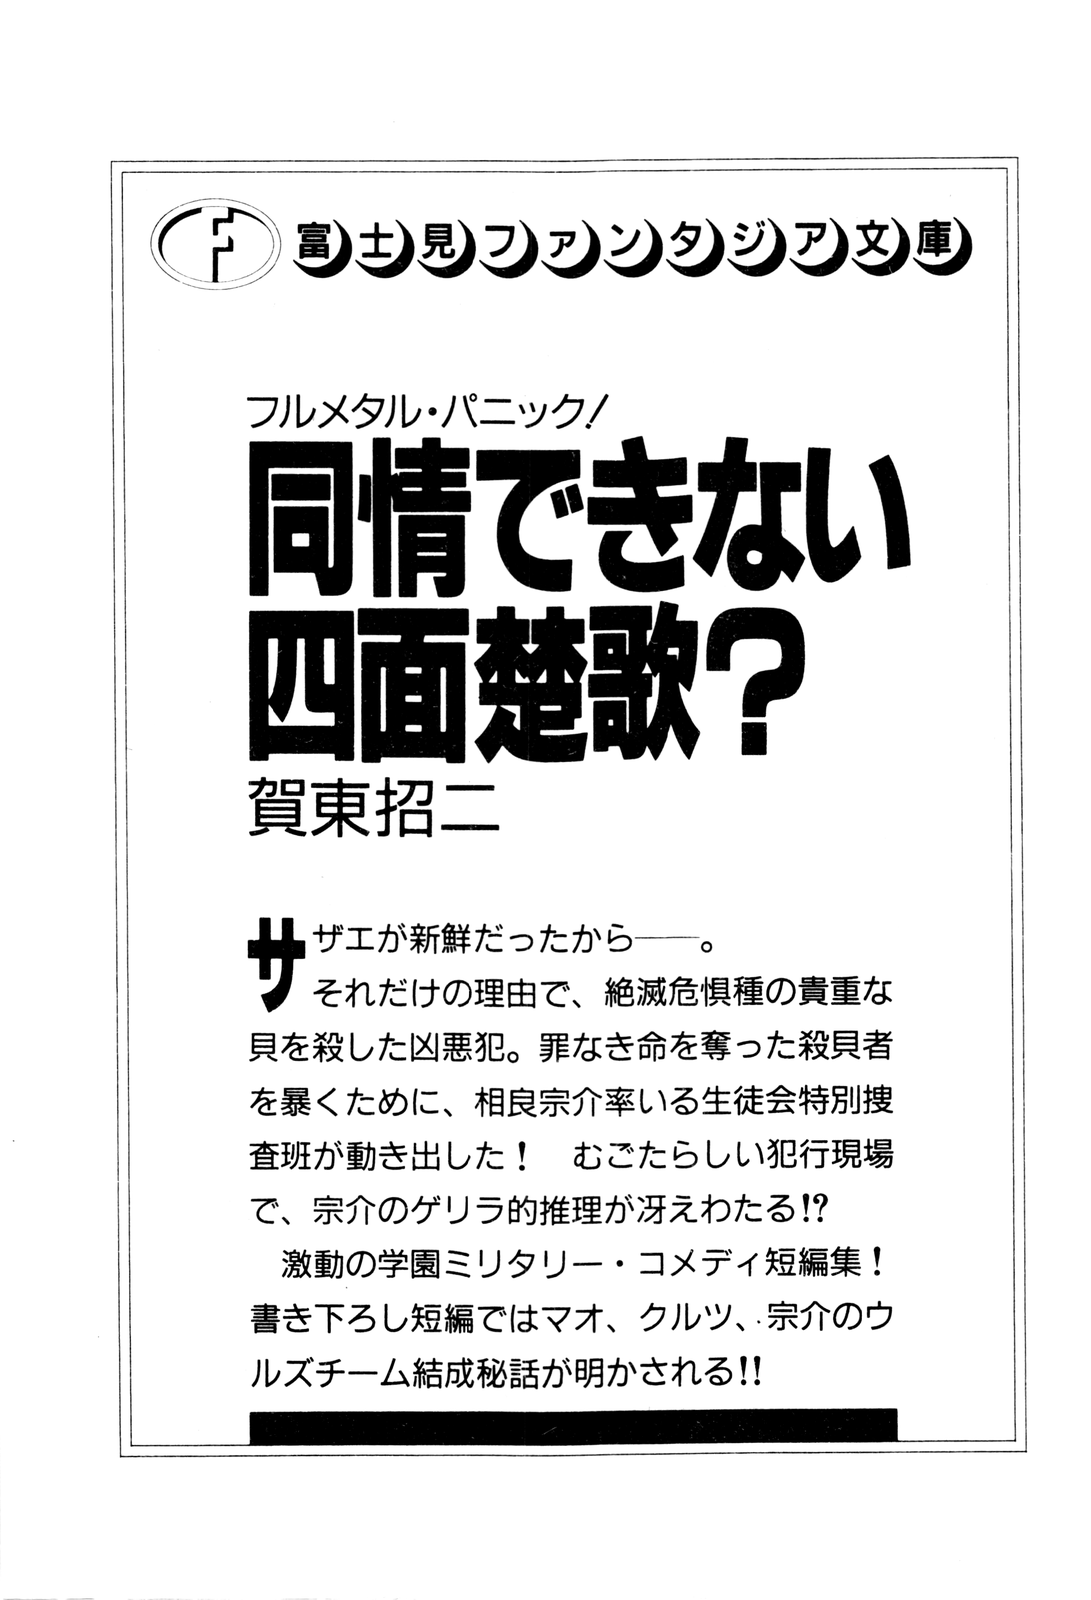 富士見ファンタジア文庫
フルメタル・パニック!
同情できない
四面楚歌?
賀東招二
サザエが新鮮だったから――。
それだけの理由で、絶滅危惧種の貴重な
貝を殺した凶悪犯。罪なき命を奪った殺貝者
を暴くために、相良宗介率いる生徒会特別捜
査班が動き出した! むごたらしい犯行現場
で、宗介のゲリラ的推理が冴えわたる!?
激動の学園ミリタリー・コメディ短編集!
書き下ろし短編ではマオ、クルツ、宗介のウ
ルズチーム結成秘話が明かされる!!